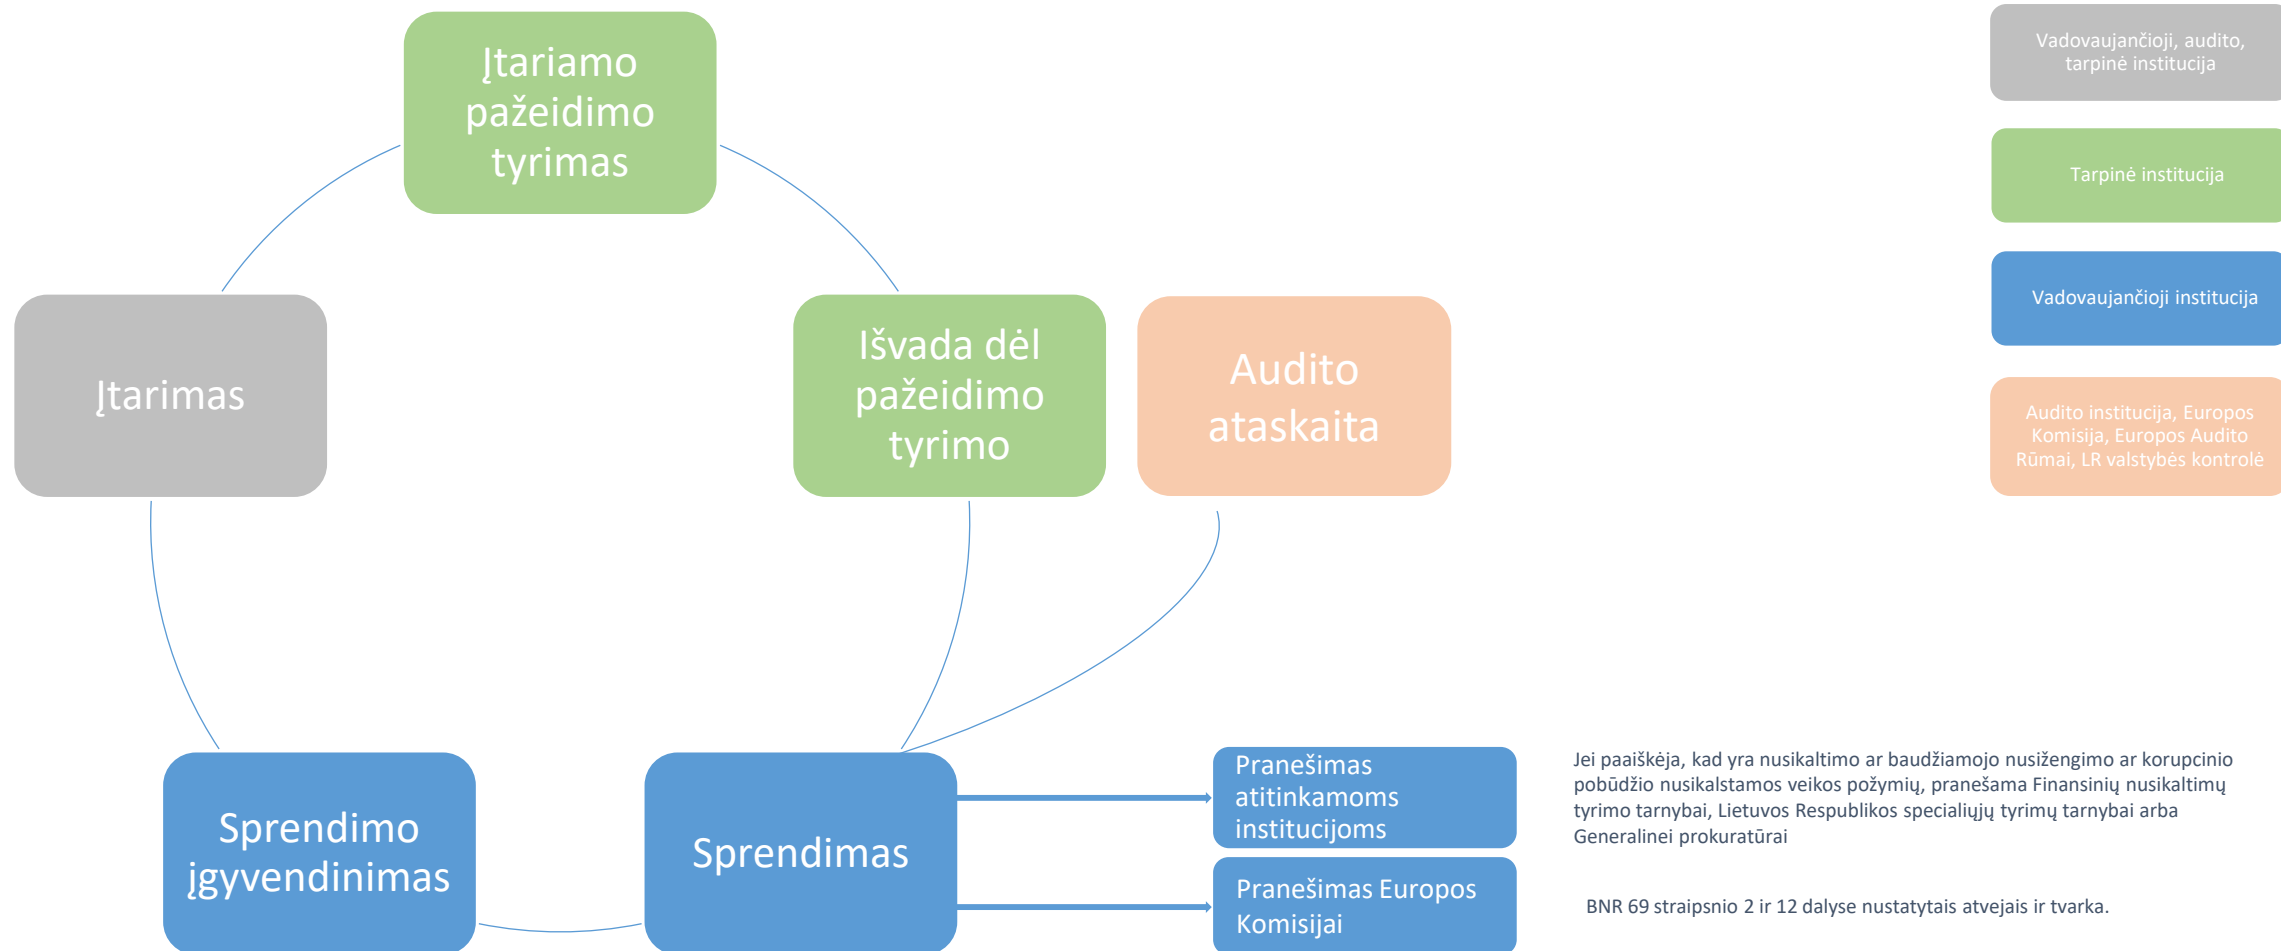 Įtariamo
pažeidimo
tyrimas
Įtarimas
Išvada dėl
pažeidimo
tyrimo
Audito
ataskaita
Sprendimo
įgyvendinimas
Sprendimas
Pranešimas
atitinkamoms
institucijoms
Pranešimas Europos
Komisijai
Jei paaiškėja, kad yra nusikaltimo ar baudžiamojo nusižengimo ar korupcinio
pobūdžio nusikalstamos veikos požymių, pranešama Finansinių nusikaltimų
tyrimo tarnybai, Lietuvos Respublikos specialiųjų tyrimų tarnybai arba
Generalinei prokuratūrai
BNR 69 straipsnio 2 ir 12 dalyse nustatytais atvejais ir tvarka.
Vadovaujančioji, audito,
tarpinė institucija
Tarpinė institucija
Vadovaujančioji institucija
Audito institucija, Europos
Komisija, Europos Audito
Rūmai, LR valstybės kontrolė